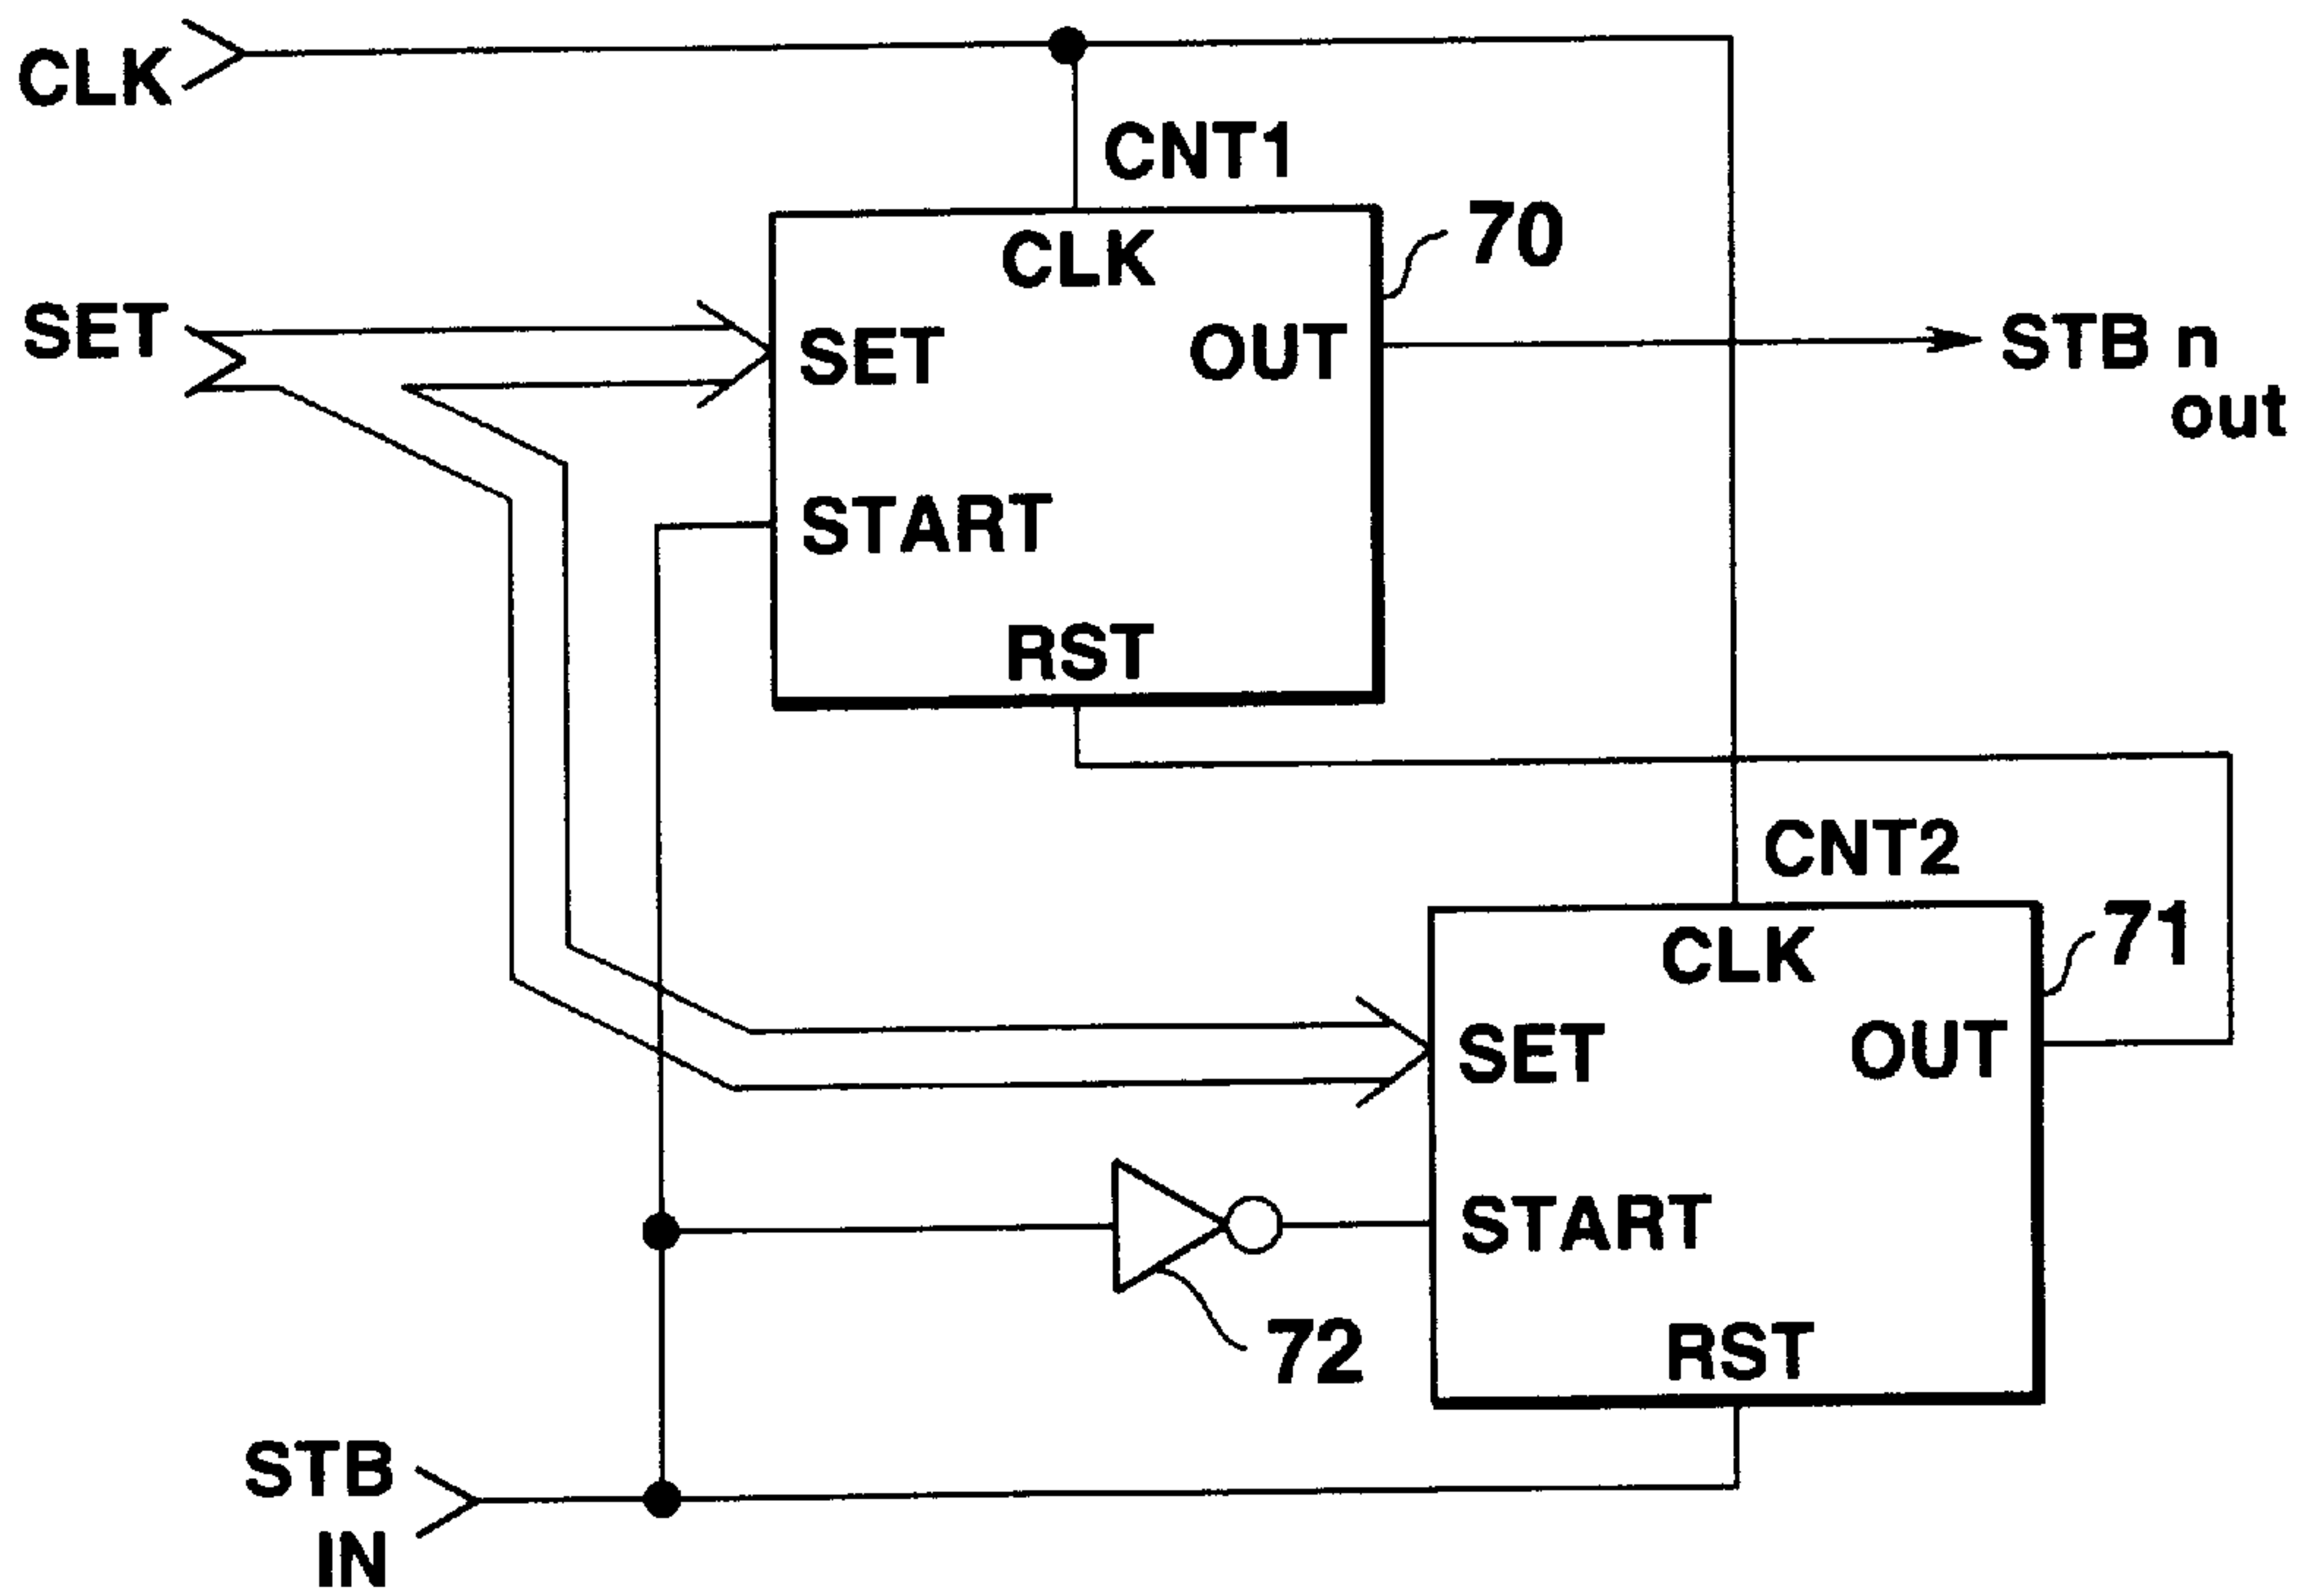 CLK
CNT1
CLK
70
SET
SET
OUT
STB n
out
START
RST
CNT2
71
CLK
SET
OUT
START
72
RST
STB
IN